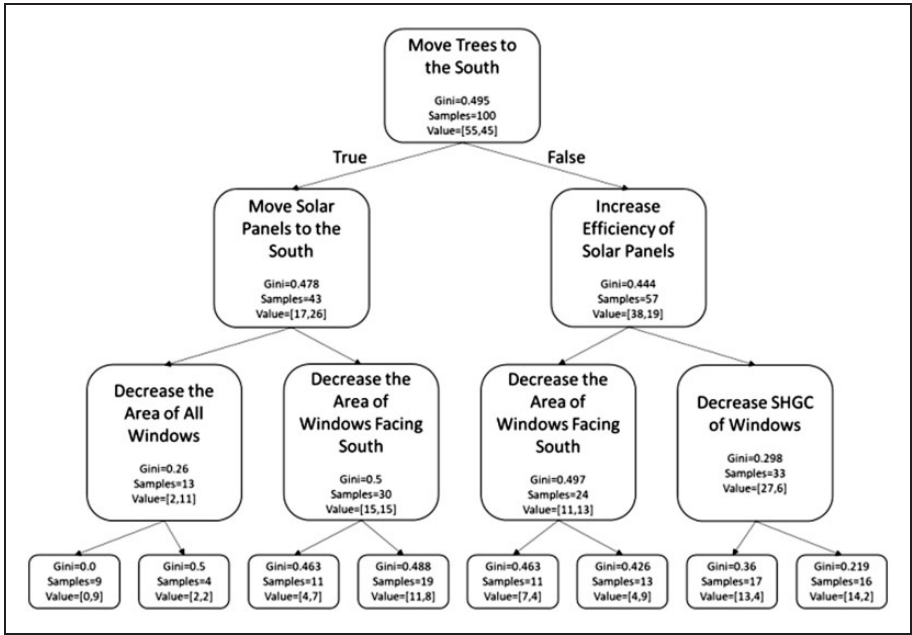 Move Trees to
the South
Gini=0.495
Samples=100
Value=[55,45]
True
False
Move Solar
Panels to the
South
Gini=0.478
Samples=43
Value=[17,26]
Increase
Efficiency of
Solar Panels
Gini=0.444
Samples=57
Value=[38,19]
Decrease the
Area of All
Windows
Gini=0.26
Samples=13
Value=[2,11]
Decrease the
Area of
Windows Facing
South
Gini=0.5
Samples=30
Value=[15,15]
Decrease the
Area of
Windows Facing
South
Gini=0.497
Samples=24
Value=[11,13]
Decrease SHGC
of Windows
Gini=0.298
Samples=33
Value=[27,6]
Gini=0.0
Samples=9
Value=[0,9]
Gini=0.5
Samples=4
Value=[2,2]
Gini=0.463
Samples=11
Value=[4,7]
Gini=0.488
Samples=19
Value=[11,8]
Gini=0.463
Samples=11
Value=[7,4]
Gini=0.426
Samples=13
Value=[4,9]
Gini=0.36
Samples=17
Value=[13,4]
Gini=0.219
Samples=16
Value=[14,2]